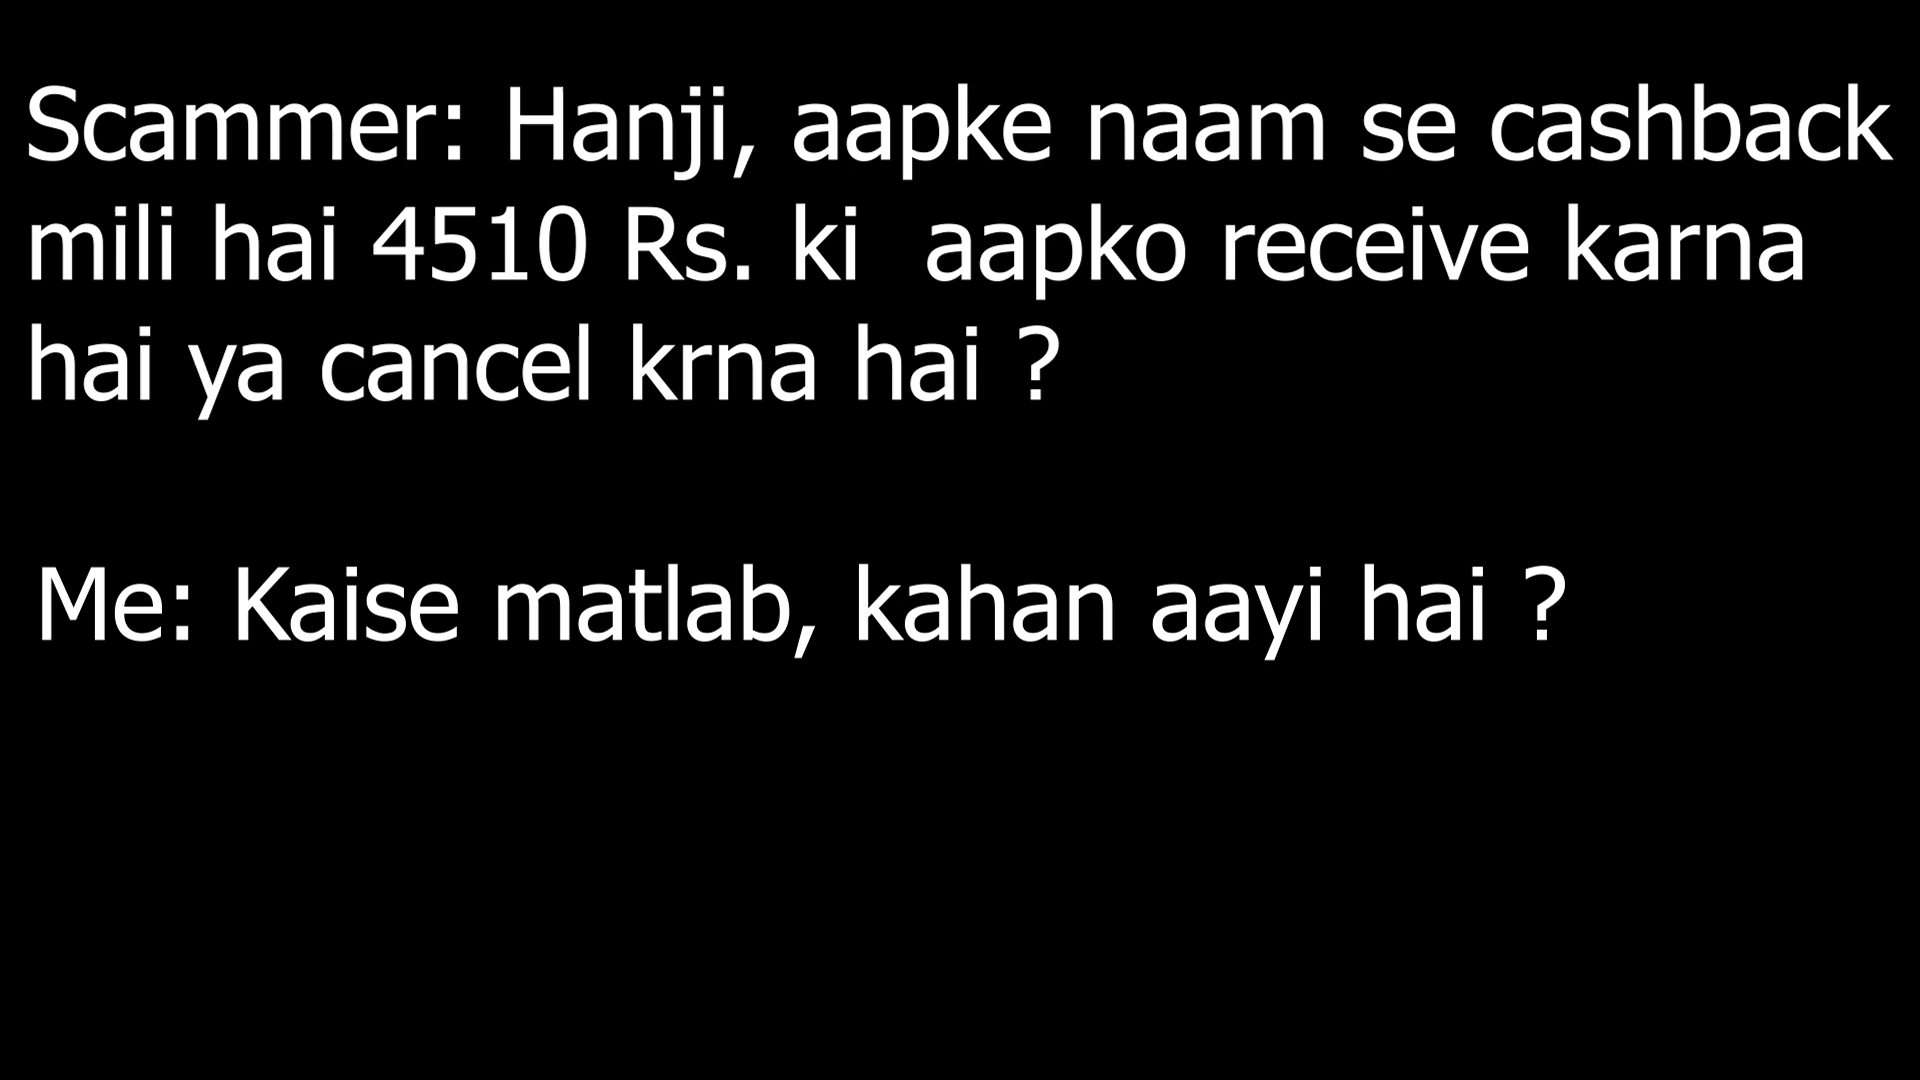 Scammer: Hanji, aapke naam se cashback
mili hai 4510 Rs. ki  aapko receive karna
hai ya cancel krna hai ?
Me: Kaise matlab, kahan aayi hai ?